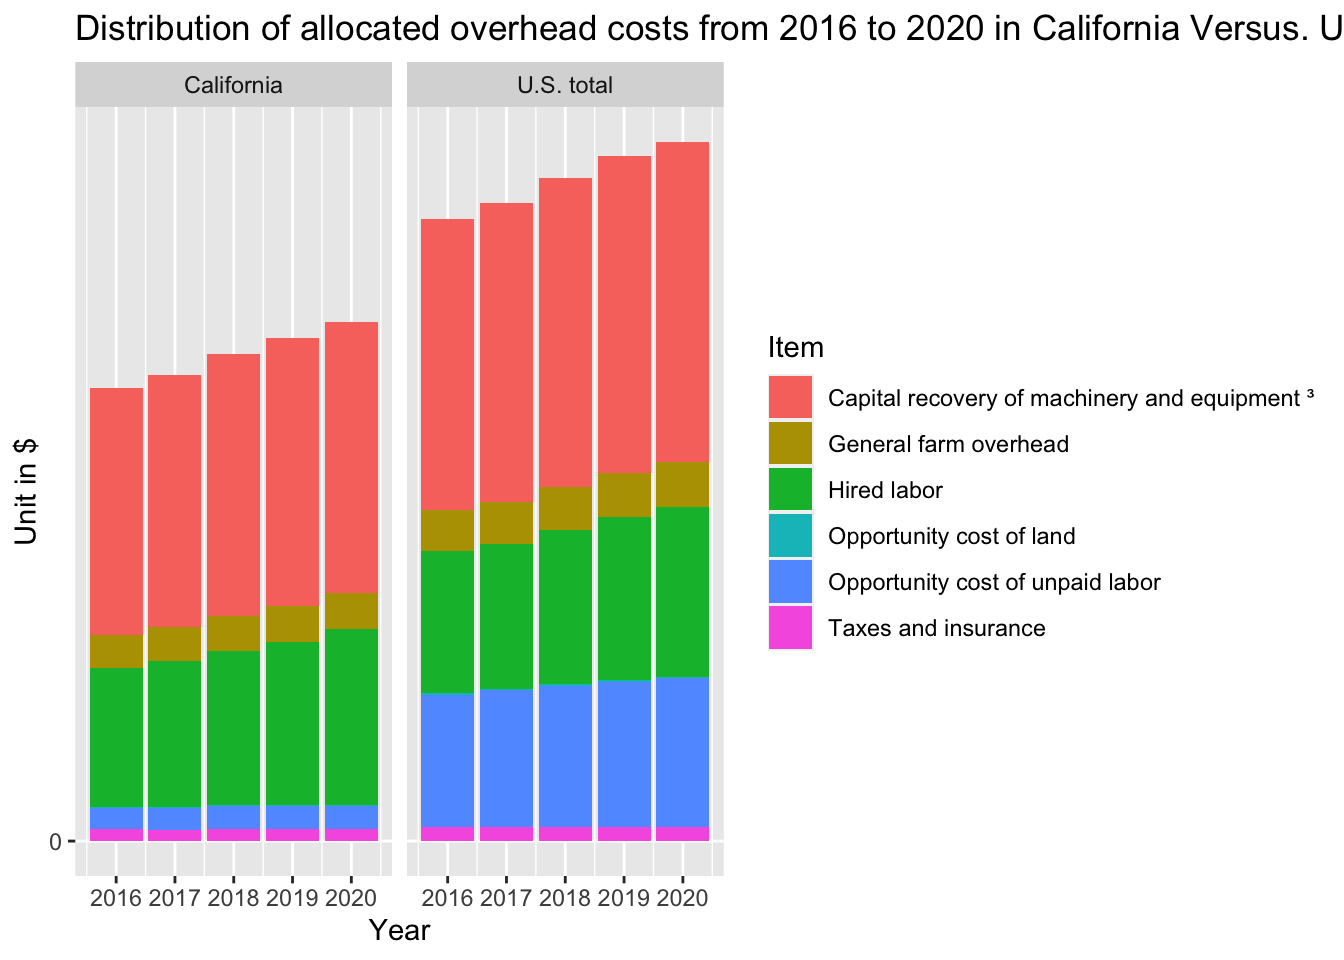 Distribution of allocated overhead costs from 2016 to 2020 in California Versus. U
California
U.S. total
Unit in $
0
2016 2017 2018 2019 2020
2016 2017 2018 2019 2020
Year
Item
Capital recovery of machinery and equipment ³
General farm overhead
Hired labor
Opportunity cost of land
Opportunity cost of unpaid labor
Taxes and insurance